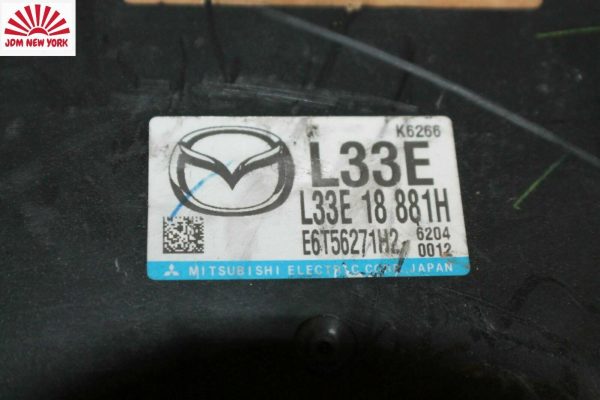 JDM NEW YORK
K6266
L33E
L33E 18 881H
E6T56271H2 6204
0012
MITSUBISHI ELECTRIC CORP. JAPAN